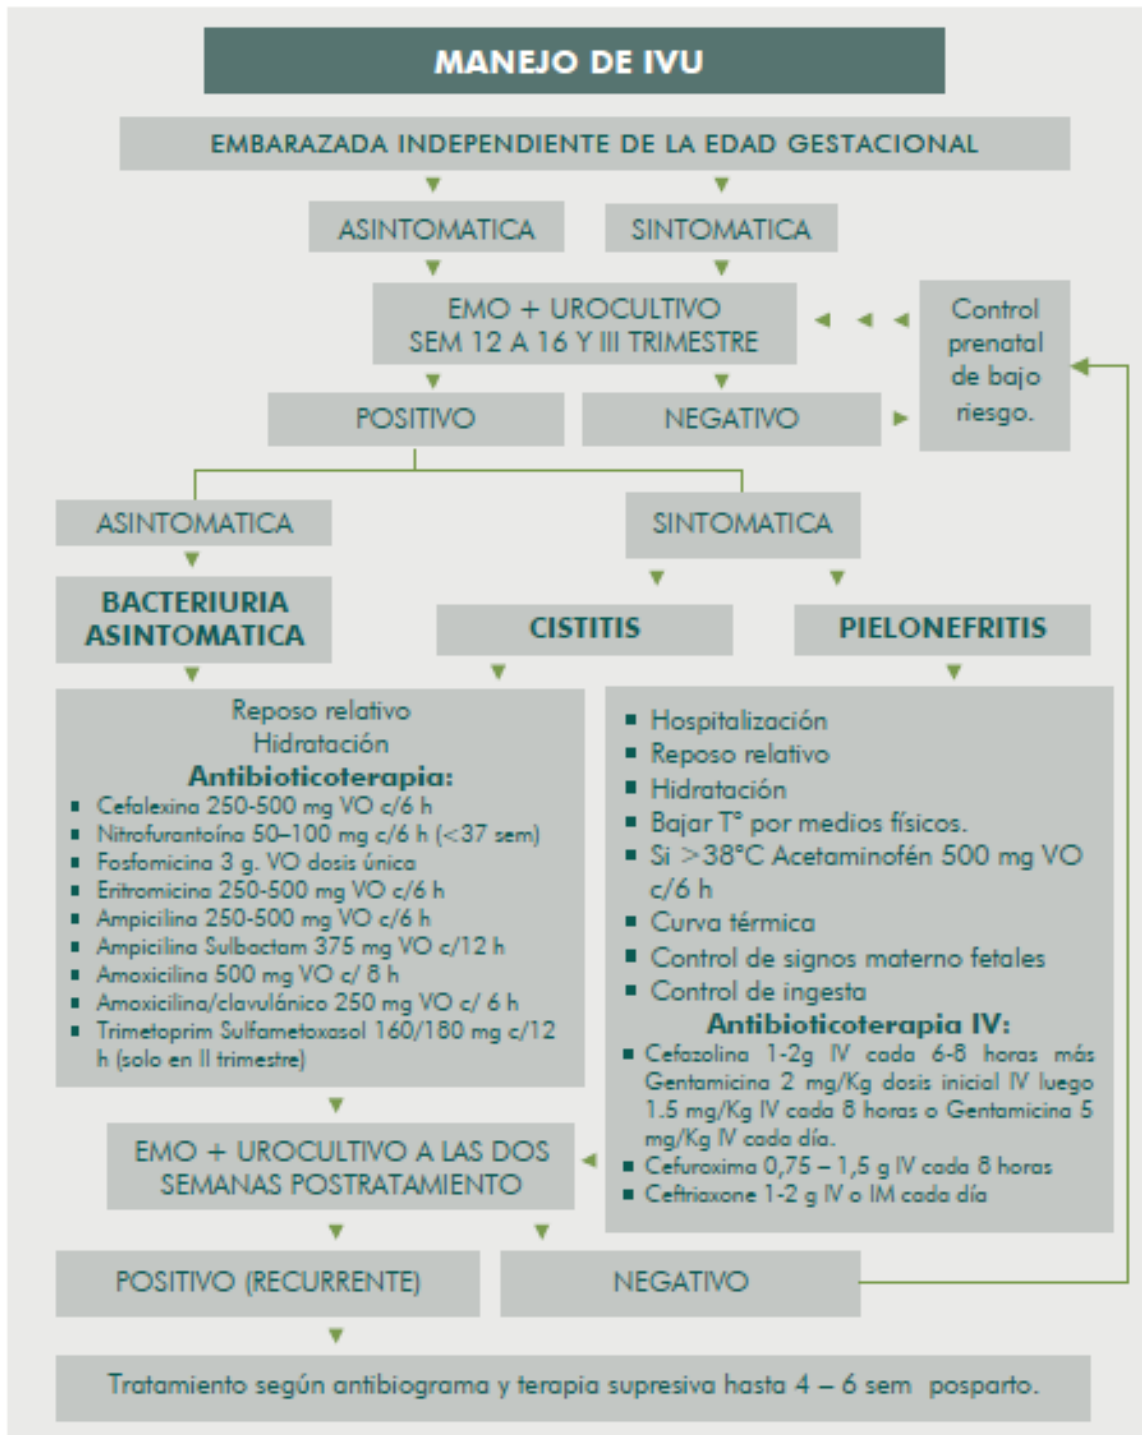 MANEJO DE IVU
EMBARAZADA INDEPENDIENTE DE LA EDAD GESTACIONAL
ASINTOMATICA
SINTOMATICA
EMO + UROCULTIVO
SEM 12 A 16 Y III TRIMESTRE
Control
prenatal
de bajo
riesgo.
POSITIVO
NEGATIVO
ASINTOMATICA
SINTOMATICA
BACTERIURIA
ASINTOMATICA
CISTITIS
PIELONEFRITIS
Reposo relativo
Hidratación
Antibioticoterapia:
▪ Cefalexina 250-500 mg VO c/6 h
▪ Nitrofurantoína 50–100 mg c/6 h (<37 sem)
▪ Fosfomicina 3 g. VO dosis única
▪ Eritromicina 250-500 mg VO c/6 h
▪ Ampicilina 250-500 mg VO c/6 h
▪ Ampicilina Sulbactam 375 mg VO c/12 h
▪ Amoxicilina 500 mg VO c/ 8 h
▪ Amoxicilina/clavulánico 250 mg VO c/ 6 h
▪ Trimetoprim Sulfametoxasol 160/180 mg c/12
h (solo en II trimestre)
▪ Hospitalización
▪ Reposo relativo
▪ Hidratación
▪ Bajar T° por medios físicos.
▪ Si >38°C Acetaminofén 500 mg VO
c/6 h
▪ Curva térmica
▪ Control de signos materno fetales
▪ Control de ingesta
Antibioticoterapia IV:
▪ Cefazolina 1-2g IV cada 6-8 horas más
Gentamicina 2 mg/Kg dosis inicial IV luego
1.5 mg/Kg IV cada 8 horas o Gentamicina 5
mg/Kg IV cada día.
▪ Cefuroxima 0,75 – 1,5 g IV cada 8 horas
▪ Ceftriaxone 1-2 g IV o IM cada día
EMO + UROCULTIVO A LAS DOS
SEMANAS POSTRATAMIENTO
POSITIVO (RECURRENTE)
NEGATIVO
Tratamiento según antibiograma y terapia supresiva hasta 4 – 6 sem posparto.